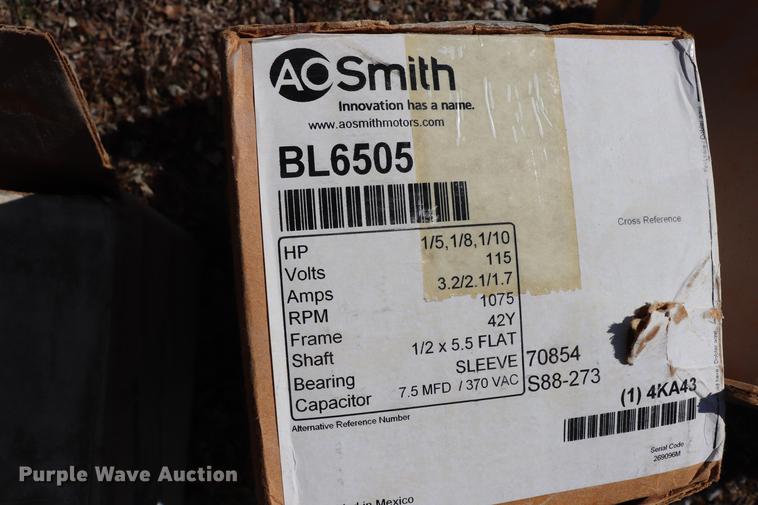 AO Smith
Innovation has a name.
www.aosmithmotors.com
BL6505
Cross Reference
HP 1/5,1/8,1/10
Volts 115
Amps 3.2/2.1/1.7
RPM 1075
Frame 42Y
Shaft 1/2 x 5.5 FLAT
Bearing SLEEVE
Capacitor 7.5 MFD / 370 VAC
70854
S88-273
(1) 4KA43
Alternative Reference Number
Serial Code
269096M
in Mexico
Purple Wave Auction